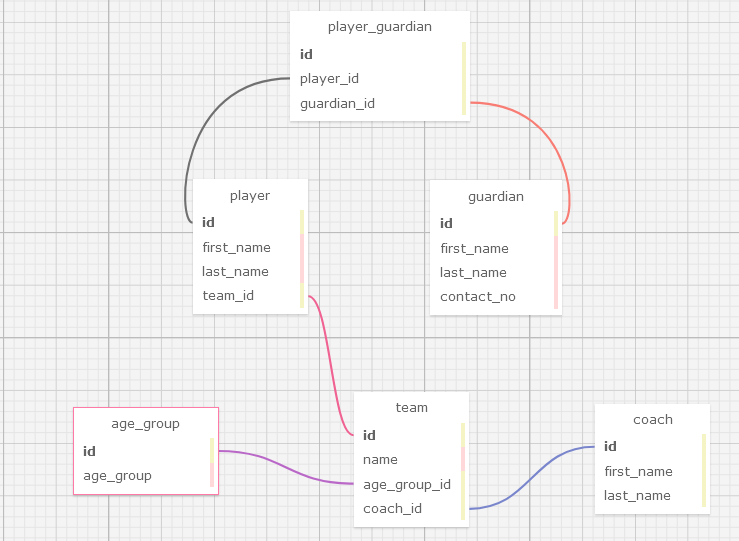 player_guardian
id
player_id
guardian_id
player
id
first_name
last_name
team_id
guardian
id
first_name
last_name
contact_no
age_group
id
age_group
team
id
name
age_group_id
coach_id
coach
id
first_name
last_name